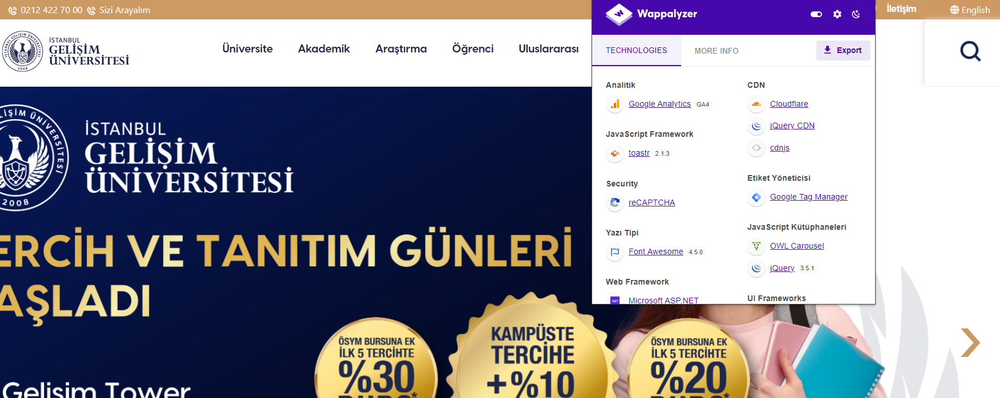 0212 422 70 00 Sizi Arayalım
İletişim
English
İSTANBUL
GELİŞİM
ÜNİVERSİTESİ
2008
Üniversite Akademik Araştırma Öğrenci Uluslararası
Wappalyzer
TECHNOLOGIES
MORE INFO
Export
Analitik
Google Analytics GA4
JavaScript Framework
toastr 2.1.3
Security
reCAPTCHA
Yazı Tipi
Font Awesome 4.5.0
Web Framework
Microsoft ASP.NET
CDN
Cloudflare
jQuery CDN
cdnjs
Etiket Yöneticisi
Google Tag Manager
JavaScript Kütüphaneleri
OWL Carousel
jQuery 3.5.1
UI Frameworks
İSTANBUL
GELİŞİM
ÜNİVERSİTESİ
2008
ERCİH VE TANITIM GÜNLERİ
AŞLADI
ÖSYM BURSUNA EK
İLK 5 TERCİHTE
%30
BURS*
KAMPÜSTE
TERCİHE
+%10
ÖSYM BURSUNA EK
İLK 5 TERCİHTE
%20
BURS*
Gelisim Tower